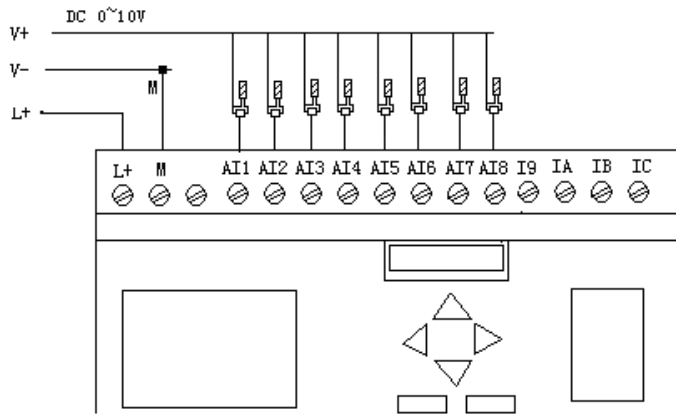 DC 0~10V
V+
V-
M
L+
L+ M AI1 AI2 AI3 AI4 AI5 AI6 AI7 AI8 I9 IA IB IC